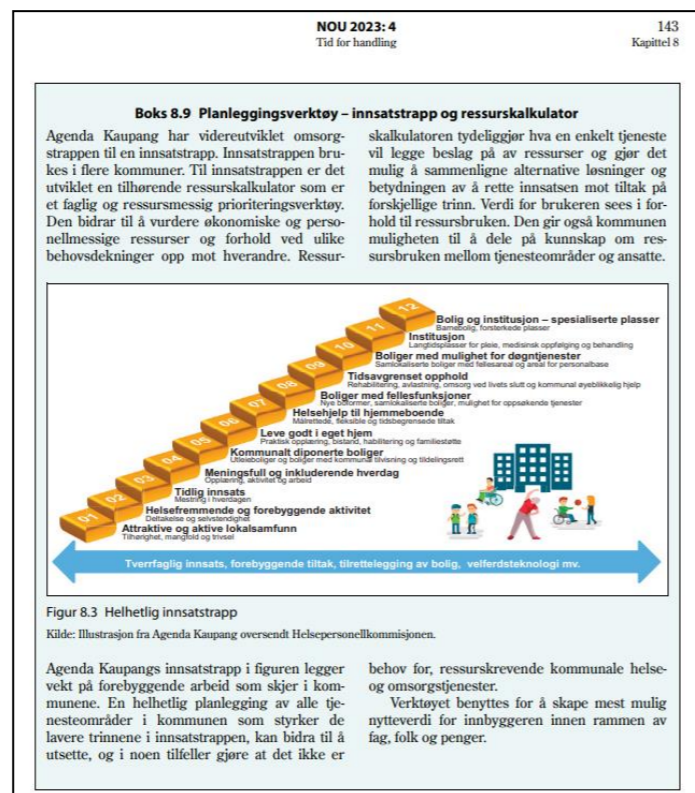 NOU 2023: 4
143
Tid for handling
Kapittel 8
Boks 8.9 Planleggingsverktøy – innsatstrapp og ressurskalkulator
Agenda Kaupang har videreutviklet omsorg-
strappen til en innsatstrapp. Innsatstrappen bru-
kes i flere kommuner. Til innsatstrappen er det
utviklet en tilhørende ressurskalkulator som er
et faglig og ressursmessig prioriteringsverktøy.
Den bidrar til å vurdere økonomiske og perso-
nellmessige ressurser og forhold ved ulike
behovsdekninger opp mot hverandre. Ressur-
skalkulatoren tydeliggjør hva en enkelt tjeneste
vil legge beslag på av ressurser og gjør det
mulig å sammenligne alternative løsninger og
betydningen av å rette innsatsen mot tiltak på
forskjellige trinn. Verdi for brukeren sees i for-
hold til ressursbruken. Den gir også kommunen
muligheten til å dele på kunnskap om res-
sursbruken mellom tjenesteområder og ansatte.
12
Bolig og institusjon – spesialiserte plasser
Barnebolig, forsterkede plasser
11
Institusjon
Langtidsplasser for pleie, medisinsk oppfølging og behandling
10
Boliger med mulighet for døgntjenester
Samlokaliserte boliger med fellesareal og areal for personalbase
09
Tidsavgrenset opphold
Rehabilitering, avlastning, omsorg ved livets slutt og kommunal øyeblikkelig hjelp
08
Boliger med fellesfunksjoner
Nye boformer, samlokaliserte boliger, mulighet for oppsøkende tjenester
07
Helsehjelp til hjemmeboende
Målrettede, fleksible og tidsbegrensede tiltak
06
Leve godt i eget hjem
Praktisk opplæring, bistand, habilitering og familiestøtte
05
Kommunalt diponerte boliger
Utleieboliger og boliger med kommunal tilvisning og tildelingsrett
04
Meningsfull og inkluderende hverdag
Opplæring, aktivitet og arbeid
03
Tidlig innsats
Mestring i hverdagen
02
Helsefremmende og forebyggende aktivitet
Deltakelse og selvstendighet
01
Attraktive og aktive lokalsamfunn
Tilhørighet, mangfold og trivsel
Tverrfaglig innsats, forebyggende tiltak, tilrettelegging av bolig, velferdsteknologi mv.
Figur 8.3 Helhetlig innsatstrapp
Kilde: Illustrasjon fra Agenda Kaupang oversendt Helsepersonellkommisjonen.
Agenda Kaupangs innsatstrapp i figuren legger
vekt på forebyggende arbeid som skjer i kom-
munene. En helhetlig planlegging av alle tje-
nesteområder i kommunen som styrker de
lavere trinnene i innsatstrappen, kan bidra til å
utsette, og i noen tilfeller gjøre at det ikke er
behov for, ressurskrevende kommunale helse-
og omsorgstjenester.
Verktøyet benyttes for å skape mest mulig
nytteverdi for innbyggeren innen rammen av
fag, folk og penger.